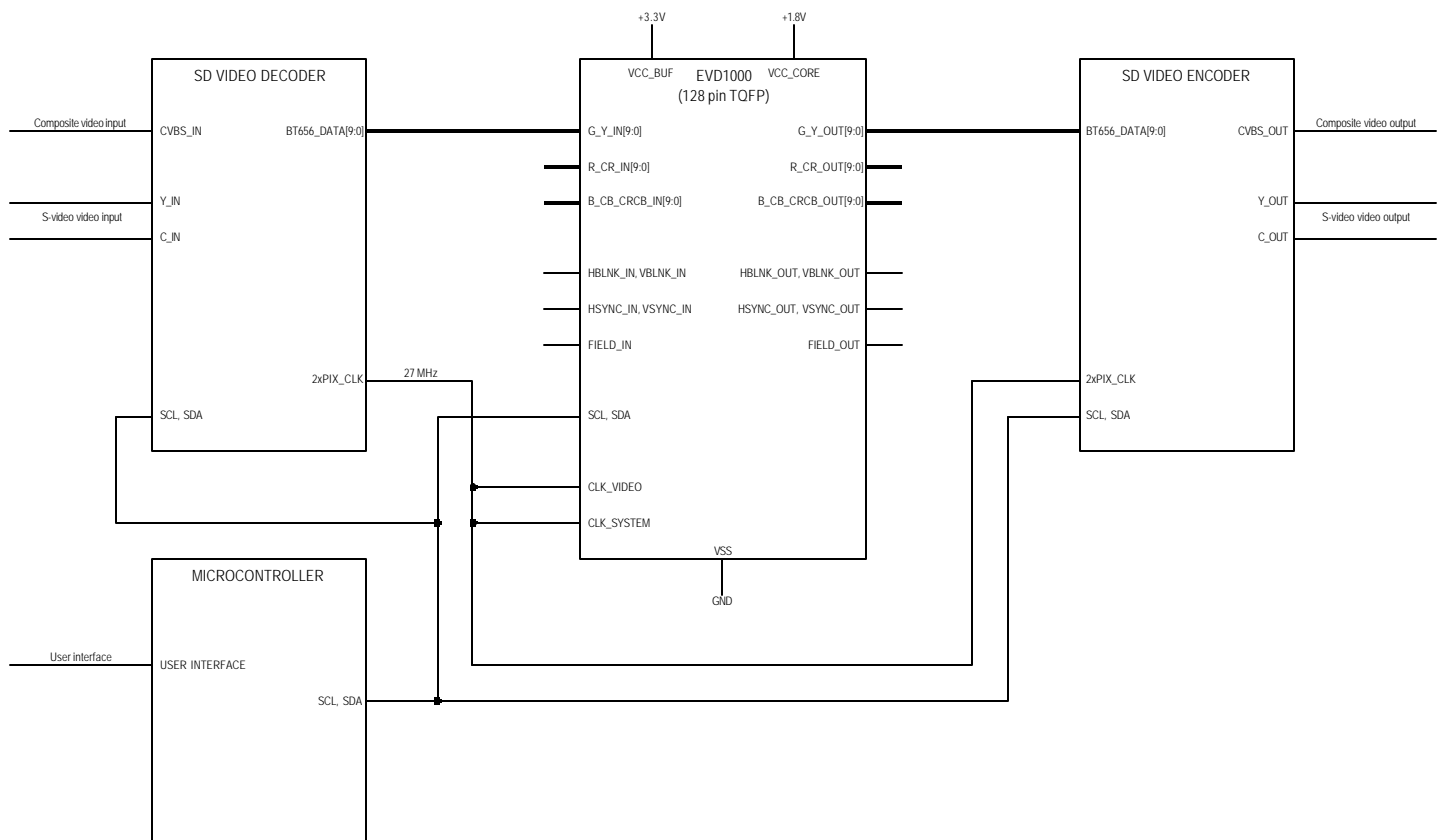 +3.3V
+1.8V
SD VIDEO DECODER
VCC_BUF
EVD1000
VCC_CORE
(128 pin TQFP)
SD VIDEO ENCODER
Composite video input
CVBS_IN
BT656_DATA[9:0]
G_Y_IN[9:0]
G_Y_OUT[9:0]
BT656_DATA[9:0]
CVBS_OUT
Composite video output
R_CR_IN[9:0]
R_CR_OUT[9:0]
Y_IN
B_CB_CRCB_IN[9:0]
B_CB_CRCB_OUT[9:0]
Y_OUT
S-video video input
S-video video output
C_IN
C_OUT
HBLNK_IN, VBLNK_IN
HBLNK_OUT, VBLNK_OUT
HSYNC_IN, VSYNC_IN
HSYNC_OUT, VSYNC_OUT
FIELD_IN
FIELD_OUT
2xPIX_CLK
27 MHz
2xPIX_CLK
SCL, SDA
SCL, SDA
SCL, SDA
CLK_VIDEO
CLK_SYSTEM
VSS
GND
MICROCONTROLLER
User interface
USER INTERFACE
SCL, SDA